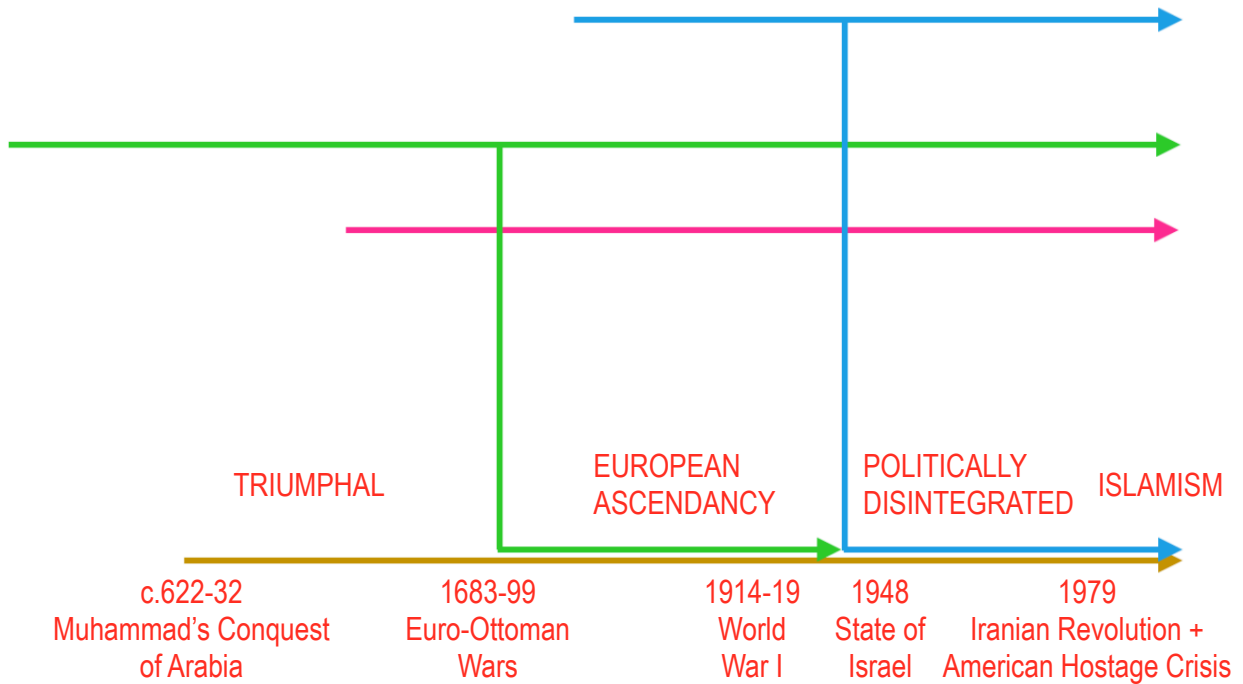 TRIUMPHAL
EUROPEAN
ASCENDANCY
POLITICALLY
DISINTEGRATED
ISLAMISM
c.622-32
Muhammad’s Conquest
of Arabia
1683-99
Euro-Ottoman
Wars
1914-19
World
War I
1948
State of
Israel
1979
Iranian Revolution +
American Hostage Crisis